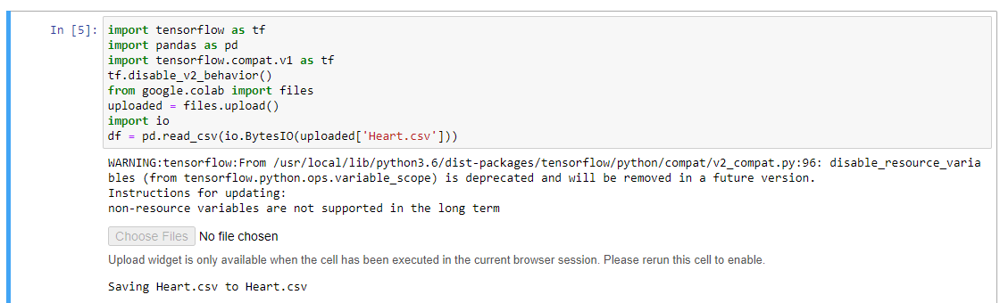 In [5]: import tensorflow as tf
import pandas as pd
import tensorflow.compat.v1 as tf
tf.disable_v2_behavior()
from google.colab import files
uploaded = files.upload()
import io
df = pd.read_csv(io.BytesIO(uploaded['Heart.csv']))
WARNING:tensorflow:From /usr/local/lib/python3.6/dist-packages/tensorflow/python/compat/v2_compat.py:96: disable_resource_varia
bles (from tensorflow.python.ops.variable_scope) is deprecated and will be removed in a future version.
Instructions for updating:
non-resource variables are not supported in the long term
Choose Files No file chosen
Upload widget is only available when the cell has been executed in the current browser session. Please rerun this cell to enable.
Saving Heart.csv to Heart.csv